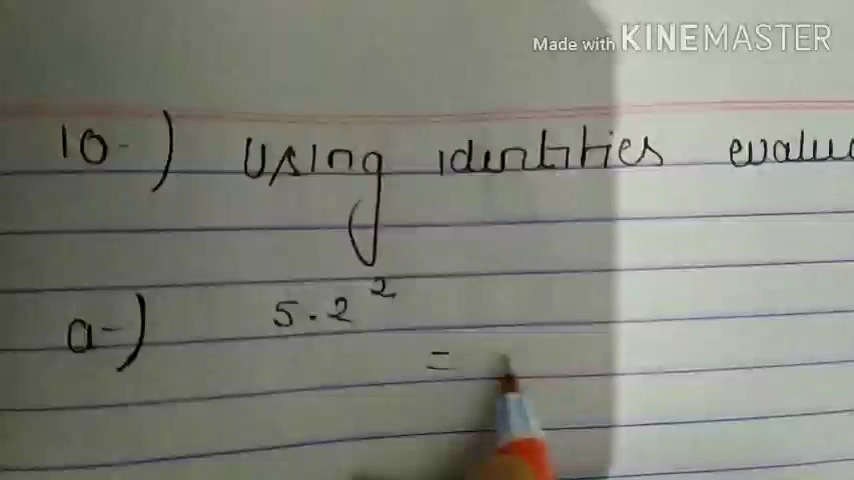 Made with KINEMASTER
10-) Using identities
a-) 5.2²
=